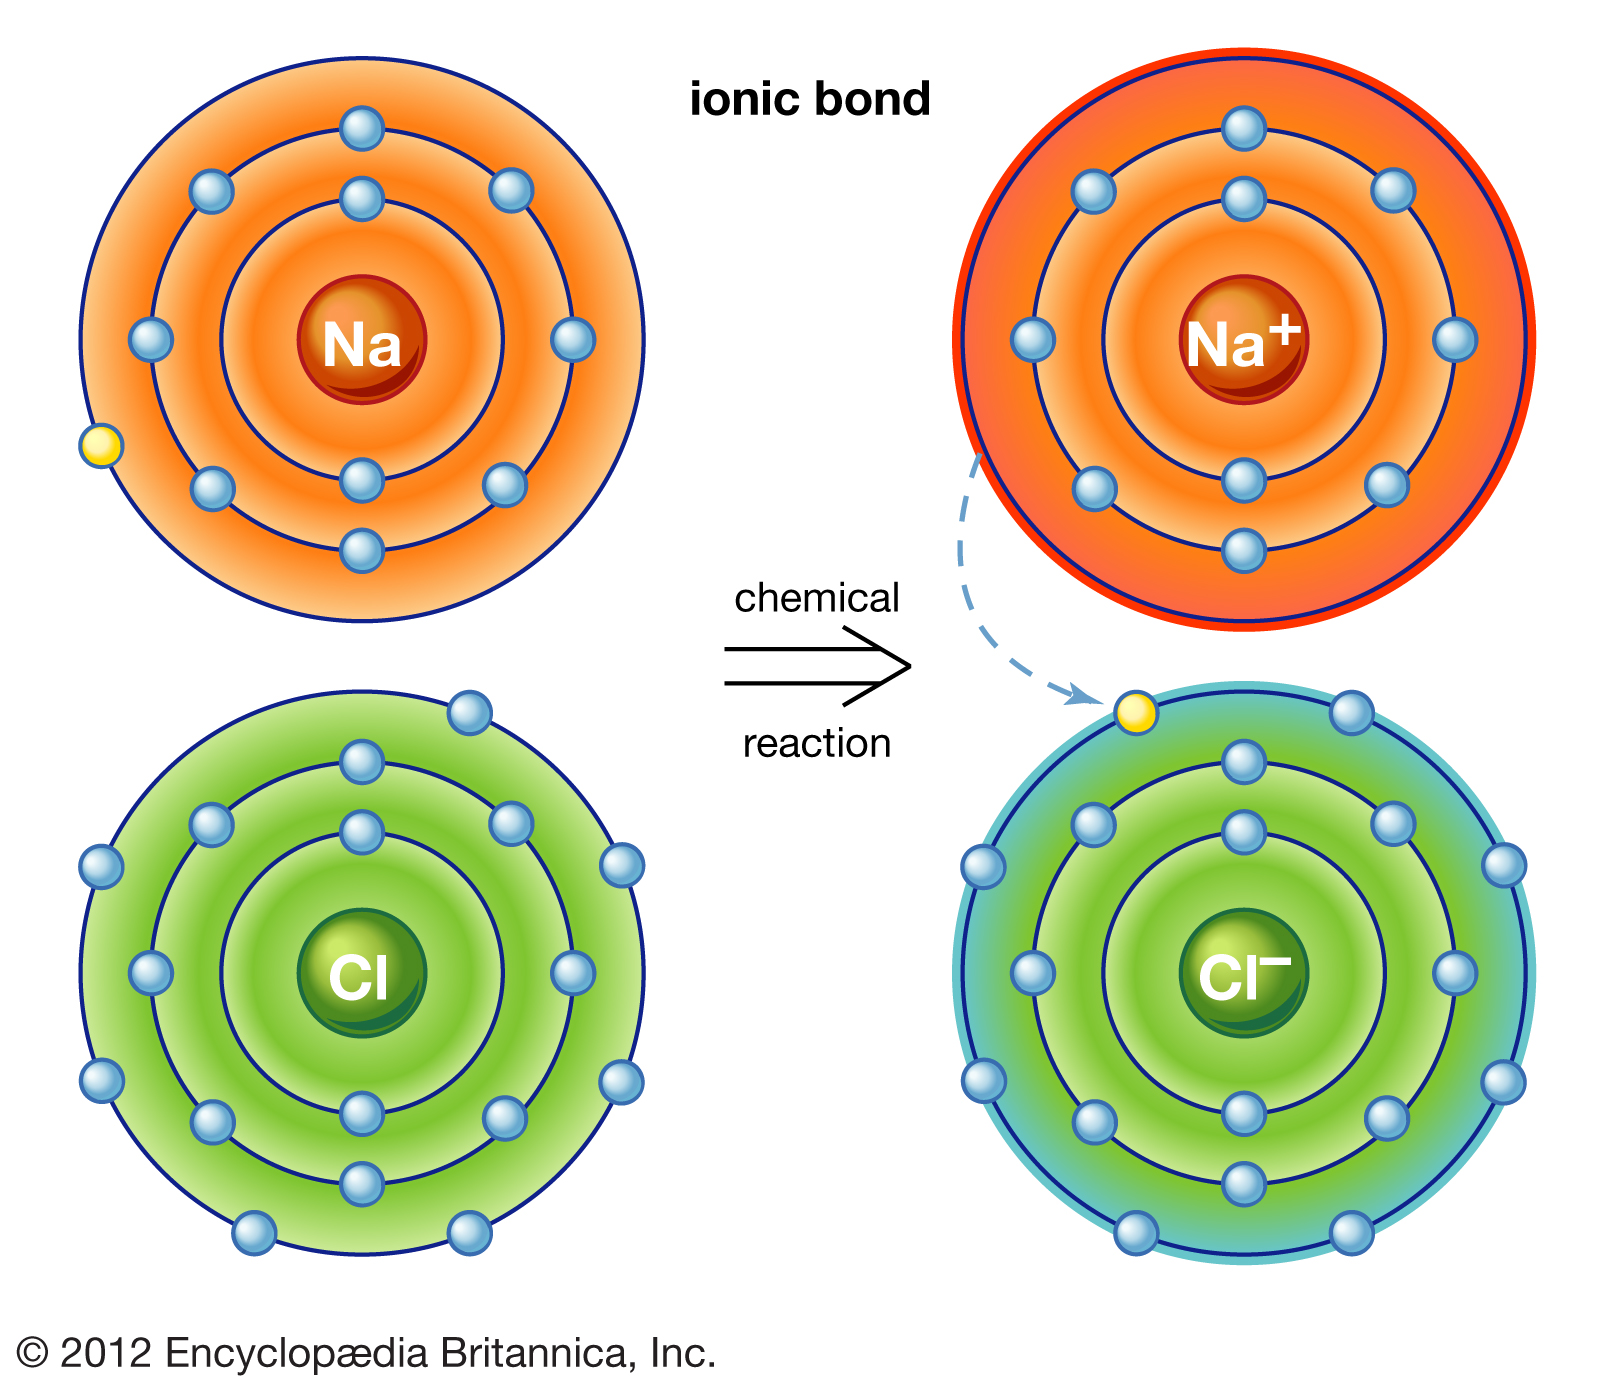 ionic bond
Na
Na⁺
chemical
reaction
Cl
Cl⁻
© 2012 Encyclopædia Britannica, Inc.